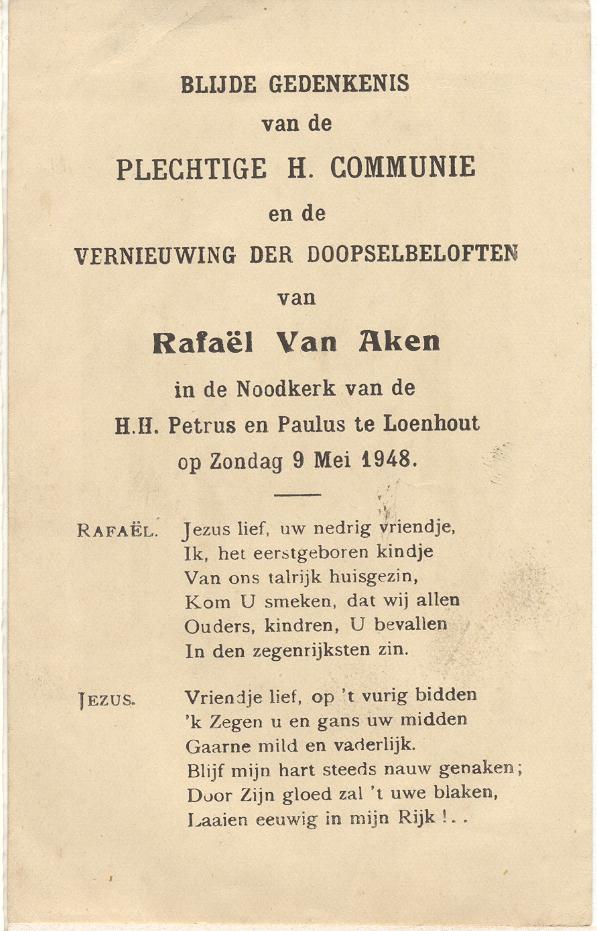 BLIJDE GEDENKENIS
van de
PLECHTIGE H. COMMUNIE
en de
VERNIEUWING DER DOOPSELBELOFTEN
van
Rafaël Van Aken
in de Noodkerk van de
H.H. Petrus en Paulus te Loenhout
op Zondag 9 Mei 1948.
RAFAËL. Jezus lief, uw nedrig vriendje,
Ik, het eerstgeboren kindje
Van ons talrijk huisgezin,
Kom U smeken, dat wij allen
Ouders, kindren, U bevallen
In den zegenrijksten zin.
JEZUS. Vriendje lief, op 't vurig bidden
'k Zegen u en gans uw midden
Gaarne mild en vaderlijk.
Blijf mijn hart steeds nauw genaken;
Door Zijn gloed zal 't uwe blaken,
Laaien eeuwig in mijn Rijk !..